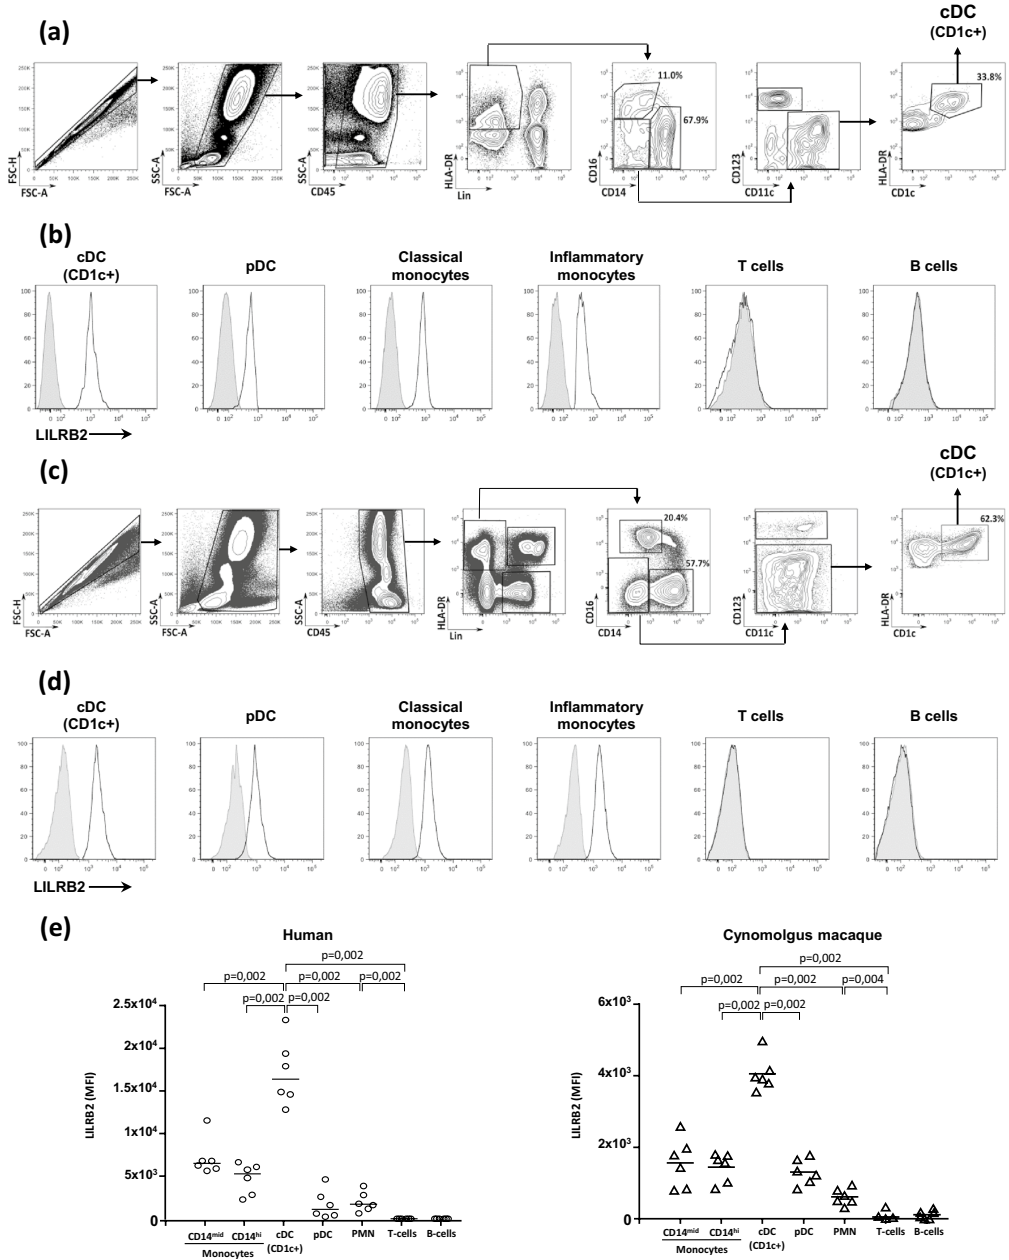 (a)
cDC
(CD1c+)
11.0%
67.9%
33.8%
FSC-H
FSC-A
SSC-A
FSC-A
SSC-A
CD45
HLA-DR
Lin
CD16
CD14
CD123
CD11c
HLA-DR
CD1c
(b)
cDC
(CD1c+)
pDC
Classical
monocytes
Inflammatory
monocytes
T cells
B cells
LILRB2
(c)
cDC
(CD1c+)
20.4%
57.7%
62.3%
FSC-H
FSC-A
SSC-A
FSC-A
SSC-A
CD45
HLA-DR
Lin
CD16
CD14
CD123
CD11c
HLA-DR
CD1c
(d)
cDC
(CD1c+)
pDC
Classical
monocytes
Inflammatory
monocytes
T cells
B cells
LILRB2
(e)
Human
p=0,002
p=0,002 p=0,002 p=0,002
p=0,002 p=0,002
2.5x10⁴
2x10⁴
1.5x10⁴
1x10⁴
5x10³
0
LILRB2 (MFI)
CD14ᵐⁱᵈ CD14ʰⁱ cDC pDC PMN T-cells B-cells
Monocytes (CD1c+)
Cynomolgus macaque
p=0,002
p=0,002 p=0,002 p=0,004
p=0,002 p=0,002
6x10³
4x10³
2x10³
0
LILRB2 (MFI)
CD14ᵐⁱᵈ CD14ʰⁱ cDC pDC PMN T-cells B-cells
Monocytes (CD1c+)